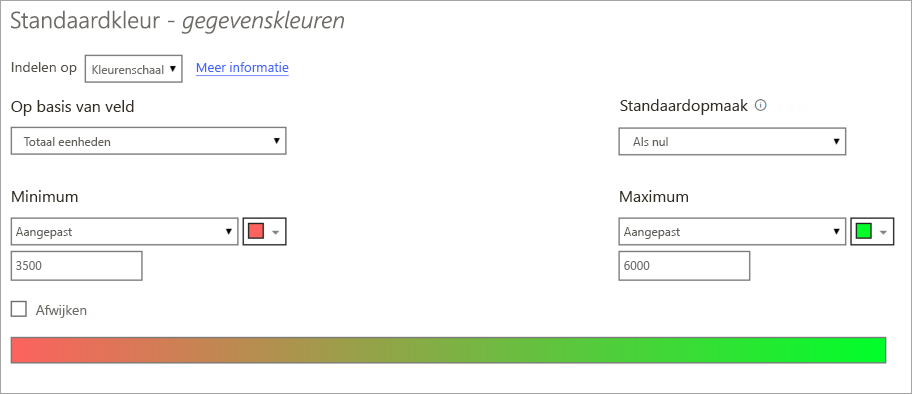 Standaardkleur - gegevenskleuren
Indelen op Kleurenschaal Meer informatie
Op basis van veld Standaardopmaak
Totaal eenheden Als nul
Minimum Maximum
Aangepast Aangepast
3500 6000
Afwijken